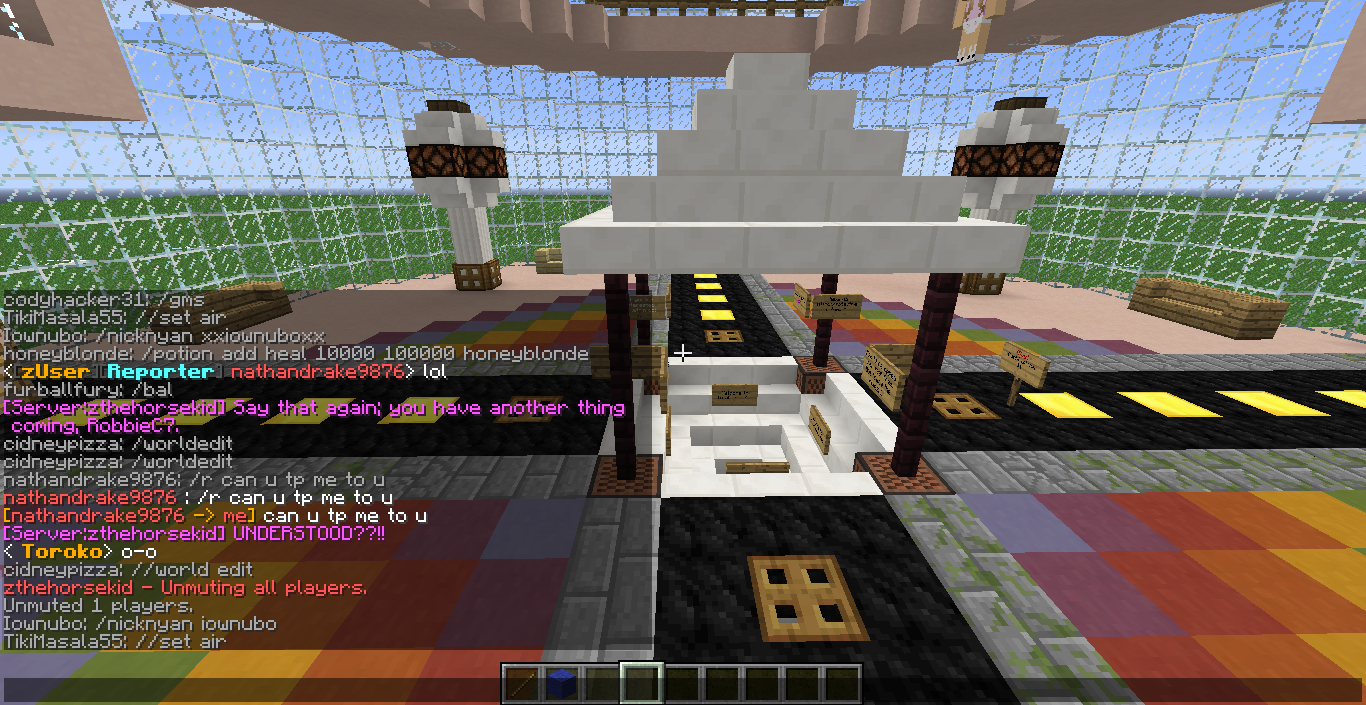 codyhacker31: /gms
TikiMasala55: //set air
Iownubo: /nicknyan xxiownuboxx
honeyblonde: /potion add heal 10000 100000 honeyblonde
< zUser Reporter nathandrake9876> lol
furballfury: /bal
[Server:zthehorsekid] Say that again; you have another thing
coming, RobbieC7.
cidneypizza: /worldedit
cidneypizza: /worldedit
nathandrake9876: /r can u tp me to u
nathandrake9876 : /r can u tp me to u
[nathandrake9876 -> me] can u tp me to u
[Server:zthehorsekid] UNDERSTOOD??!!
< Toroko> o-o
cidneypizza: //world edit
zthehorsekid - Unmuting all players.
Unmuted 1 players.
Iownubo: /nicknyan iownubo
TikiMasala55: //set air